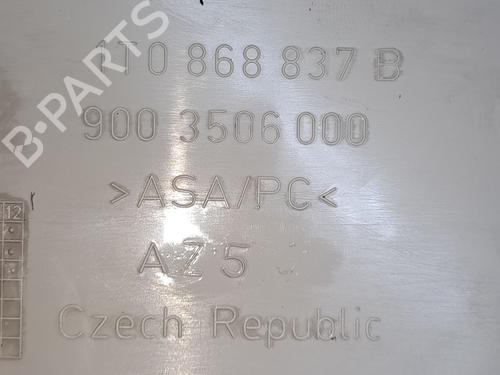 1T0 868 837 B
900 3506 000
>ASA/PC<
AZ5
Czech Republic
12
B-PARTS